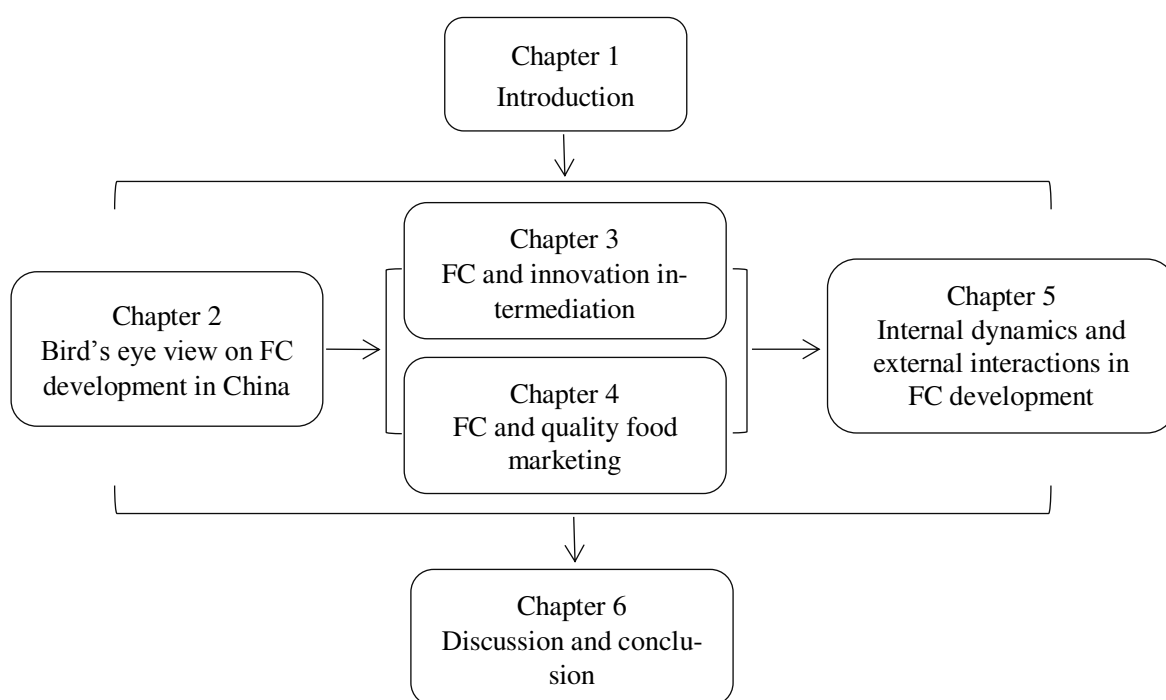 Chapter 1
Introduction
Chapter 2
Bird’s eye view on FC
development in China
Chapter 3
FC and innovation in-
termediation
Chapter 4
FC and quality food
marketing
Chapter 5
Internal dynamics and
external interactions in
FC development
Chapter 6
Discussion and conclu-
sion